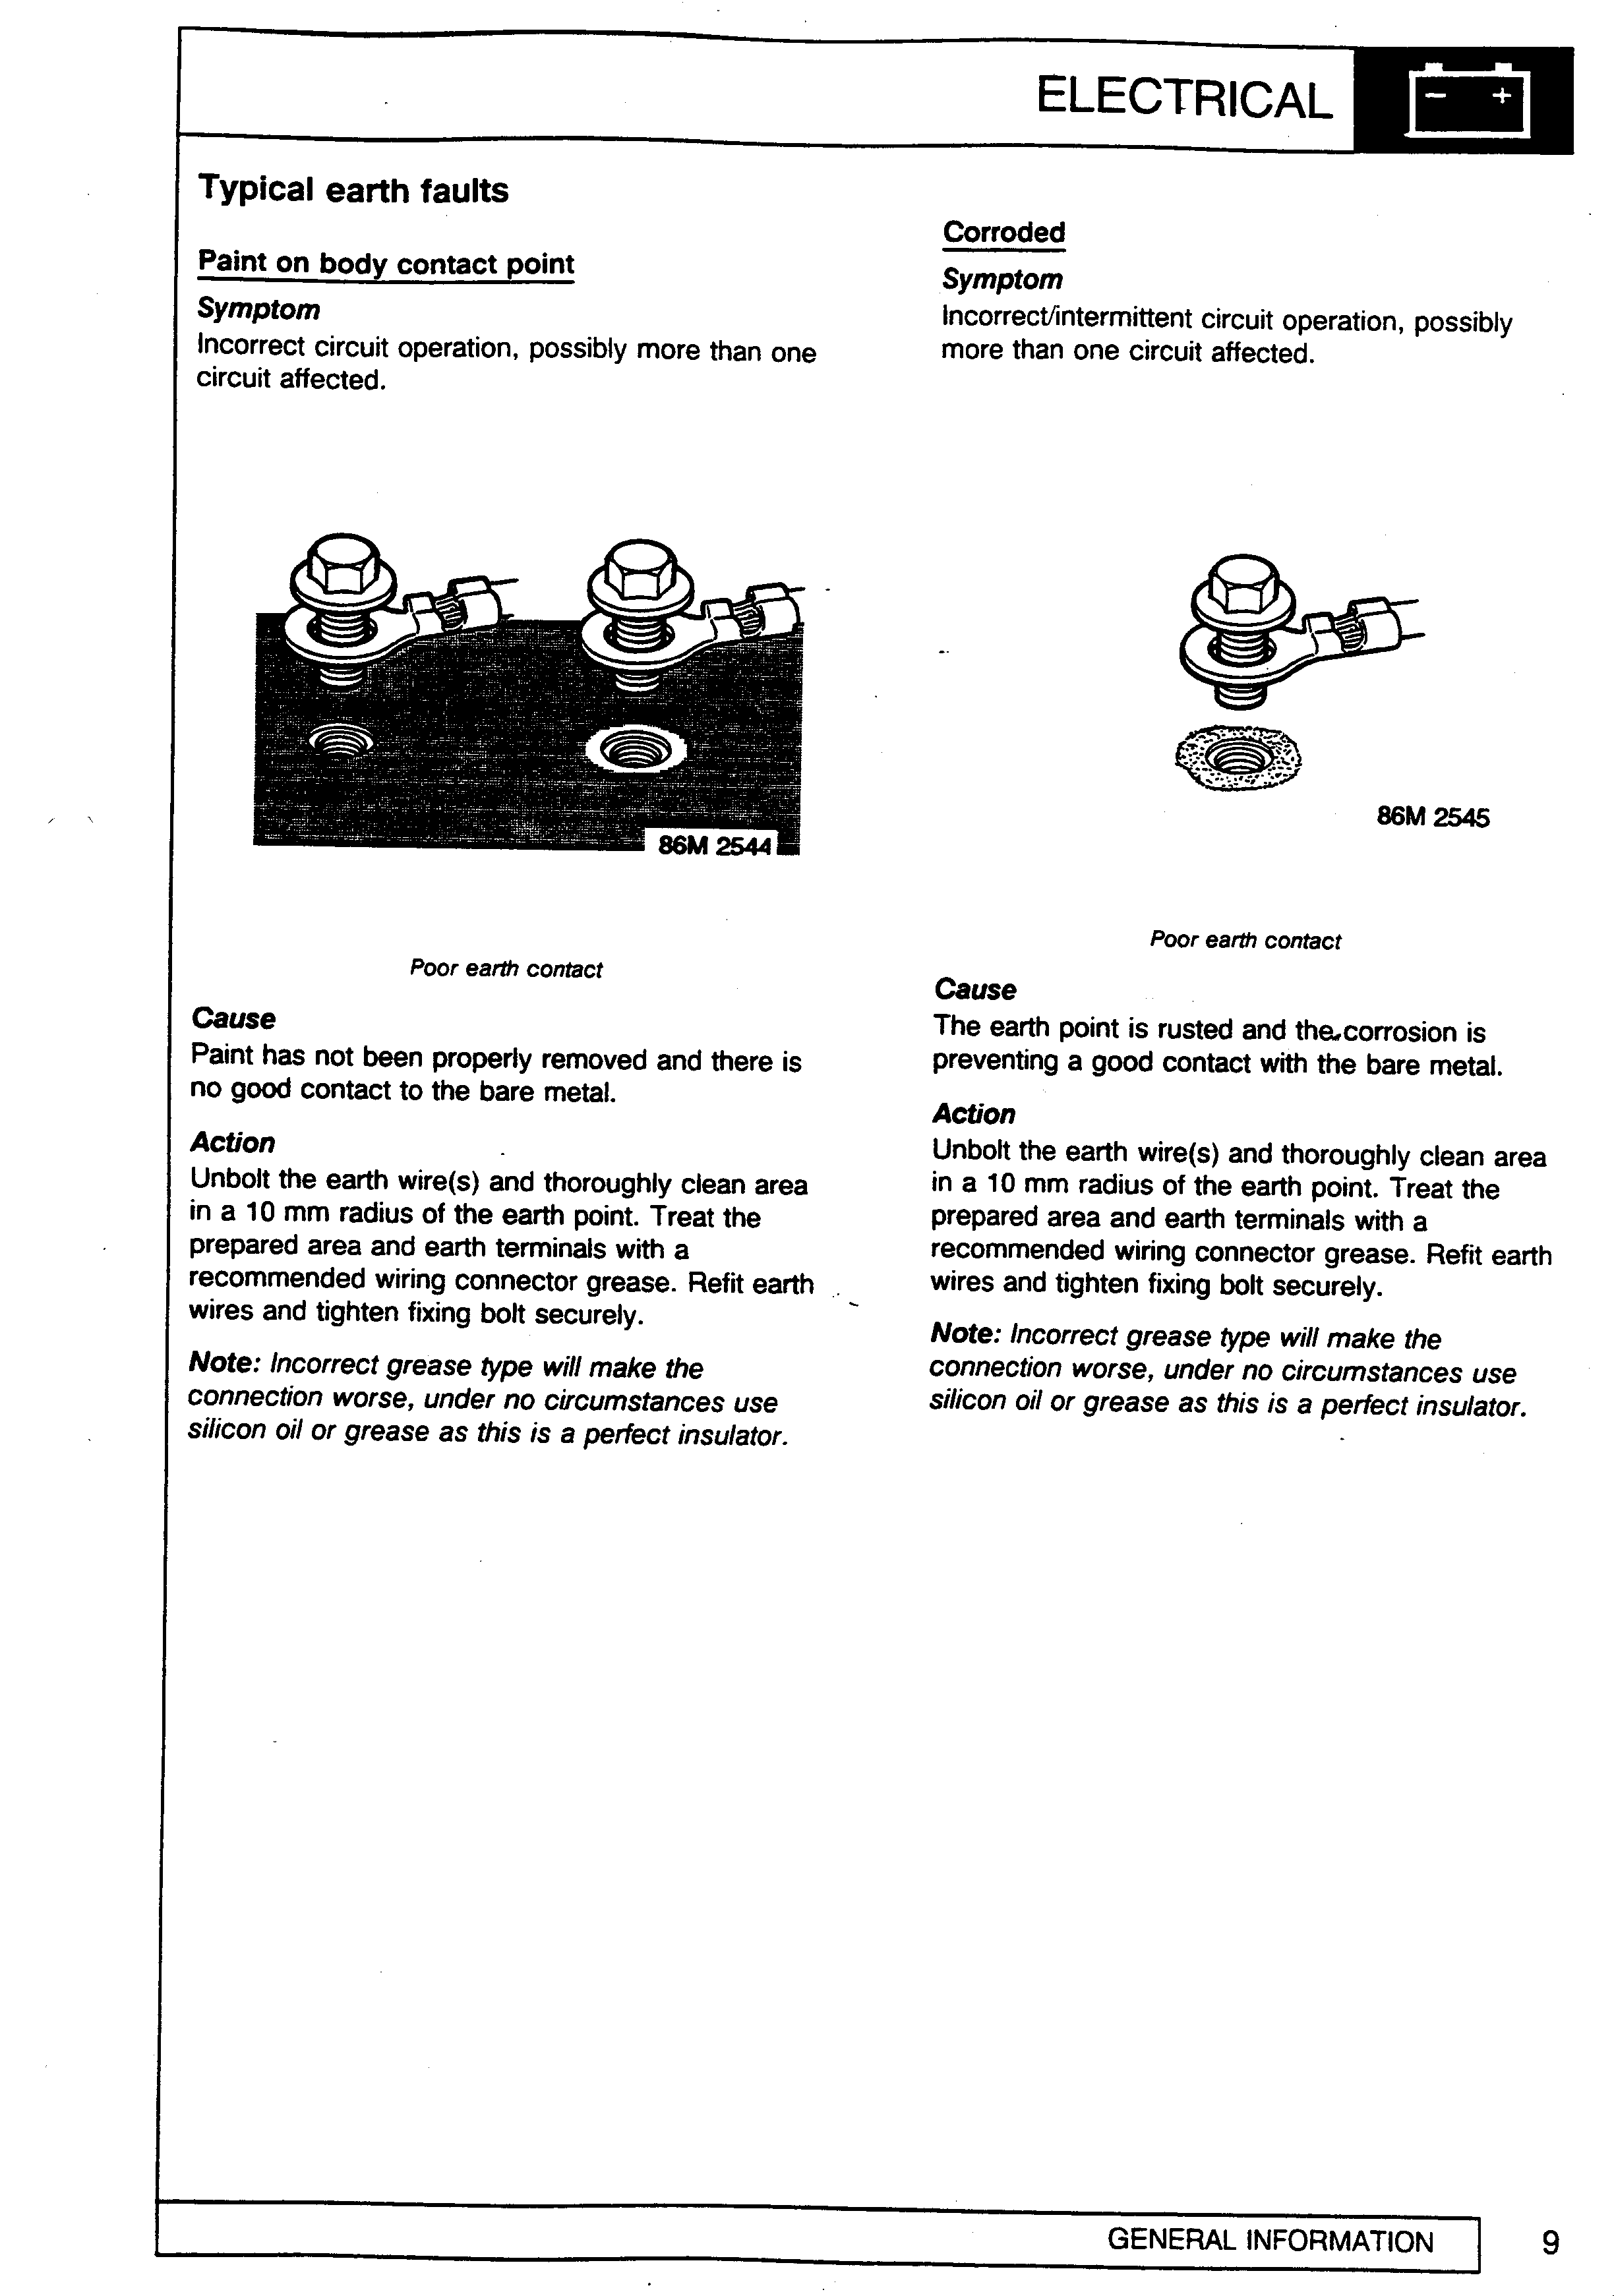 ELECTRICAL
- +
Typical earth faults
Paint on body contact point
Symptom
Incorrect circuit operation, possibly more than one
circuit affected.
86M 2544
Poor earth contact
Cause
Paint has not been properly removed and there is
no good contact to the bare metal.
Action
Unbolt the earth wire(s) and thoroughly clean area
in a 10 mm radius of the earth point. Treat the
prepared area and earth terminals with a
recommended wiring connector grease. Refit earth
wires and tighten fixing bolt securely.
Note: Incorrect grease type will make the
connection worse, under no circumstances use
silicon oil or grease as this is a perfect insulator.
Corroded
Symptom
Incorrect/intermittent circuit operation, possibly
more than one circuit affected.
86M 2545
Poor earth contact
Cause
The earth point is rusted and the corrosion is
preventing a good contact with the bare metal.
Action
Unbolt the earth wire(s) and thoroughly clean area
in a 10 mm radius of the earth point. Treat the
prepared area and earth terminals with a
recommended wiring connector grease. Refit earth
wires and tighten fixing bolt securely.
Note: Incorrect grease type will make the
connection worse, under no circumstances use
silicon oil or grease as this is a perfect insulator.
GENERAL INFORMATION
9